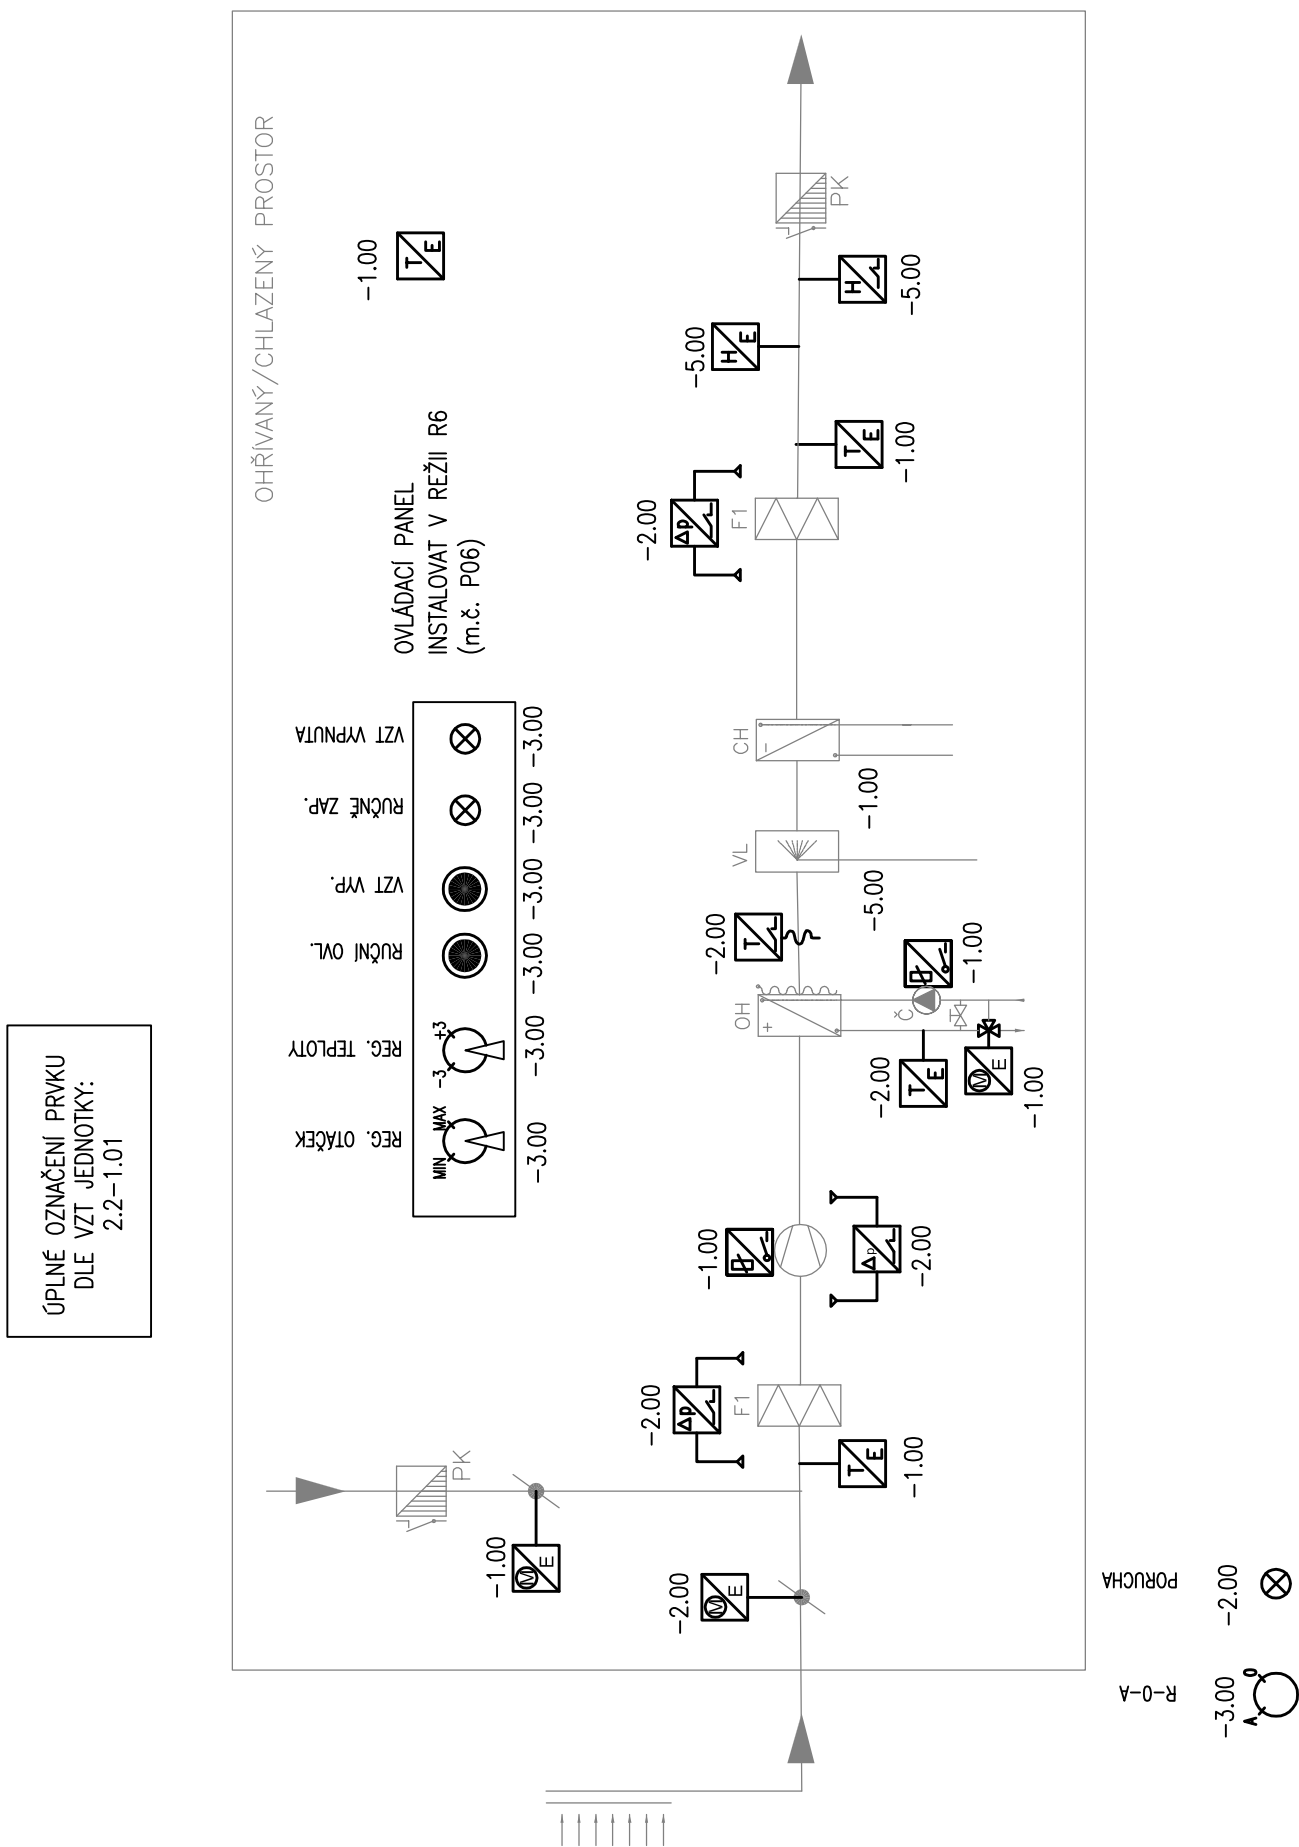 ÚPLNÉ OZNAČENÍ PRVKU
DLE VZT JEDNOTKY:
2.2-1.01
OHŘÍVANÝ/CHLAZENÝ PROSTOR
-1.00
T
E
OVLÁDACÍ PANEL
INSTALOVAT V REŽII R6
(m.č. P06)
REG. OTÁČEK
REG. TEPLOTY
RUČNÍ OVL.
VZT VYP.
RUČNĚ ZAP.
VZT VYPNUTA
MIN
MAX
-3
+3
-3.00
-3.00
-3.00
-3.00
-3.00
-3.00
PK
-1.00
M
E
-2.00
M
E
-2.00
Δp
F1
T
E
-1.00
-1.00
Δp
-2.00
OH
+
-2.00
T
-2.00
T
E
Č
-1.00
M
E
-1.00
VL
-5.00
CH
-
-1.00
-2.00
Δp
F1
T
E
-1.00
-5.00
H
E
H
-5.00
PK
R-0-A
-3.00
A
0
PORUCHA
-2.00